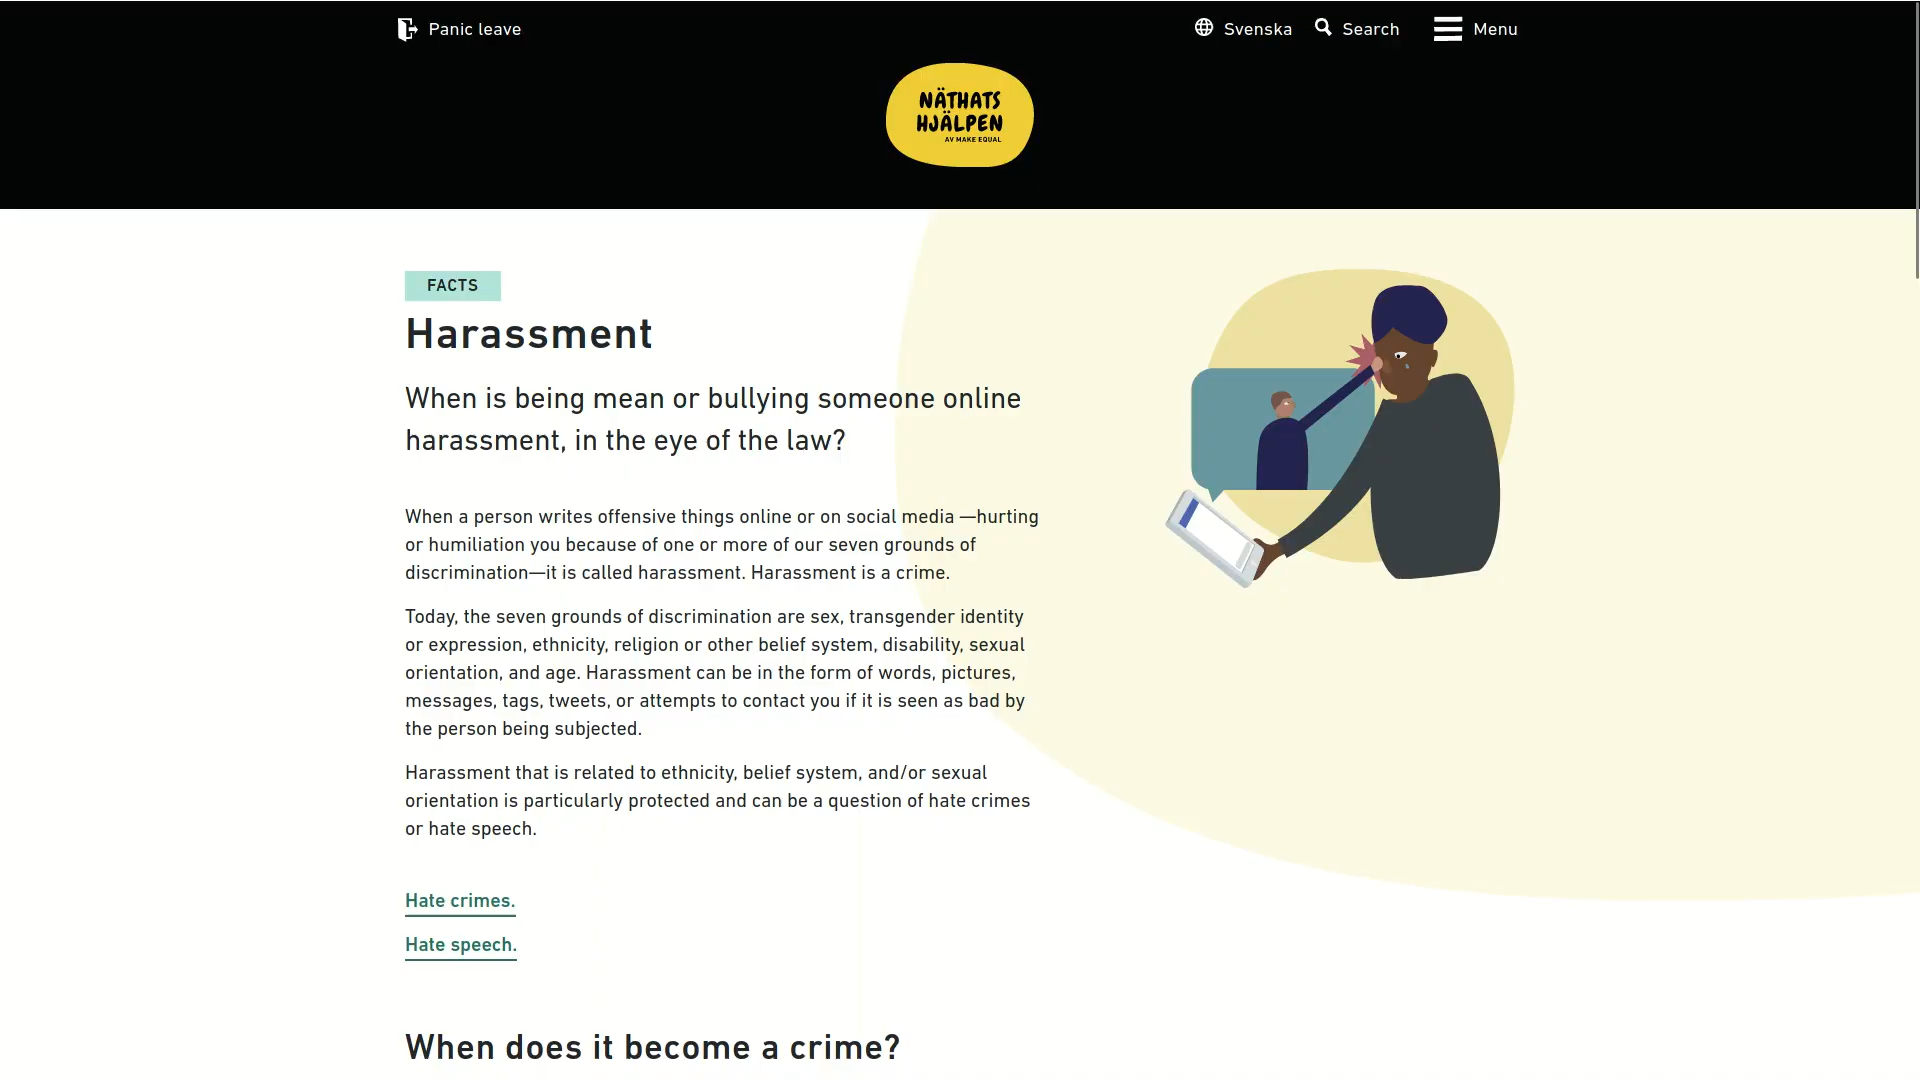 Panic leave
Svenska
Search
Menu
NÄTHATS
HJÄLPEN
AV MAKE EQUAL
FACTS
Harassment
When is being mean or bullying someone online
harassment, in the eye of the law?
When a person writes offensive things online or on social media —hurting
or humiliation you because of one or more of our seven grounds of
discrimination—it is called harassment. Harassment is a crime.
Today, the seven grounds of discrimination are sex, transgender identity
or expression, ethnicity, religion or other belief system, disability, sexual
orientation, and age. Harassment can be in the form of words, pictures,
messages, tags, tweets, or attempts to contact you if it is seen as bad by
the person being subjected.
Harassment that is related to ethnicity, belief system, and/or sexual
orientation is particularly protected and can be a question of hate crimes
or hate speech.
Hate crimes.
Hate speech.
When does it become a crime?